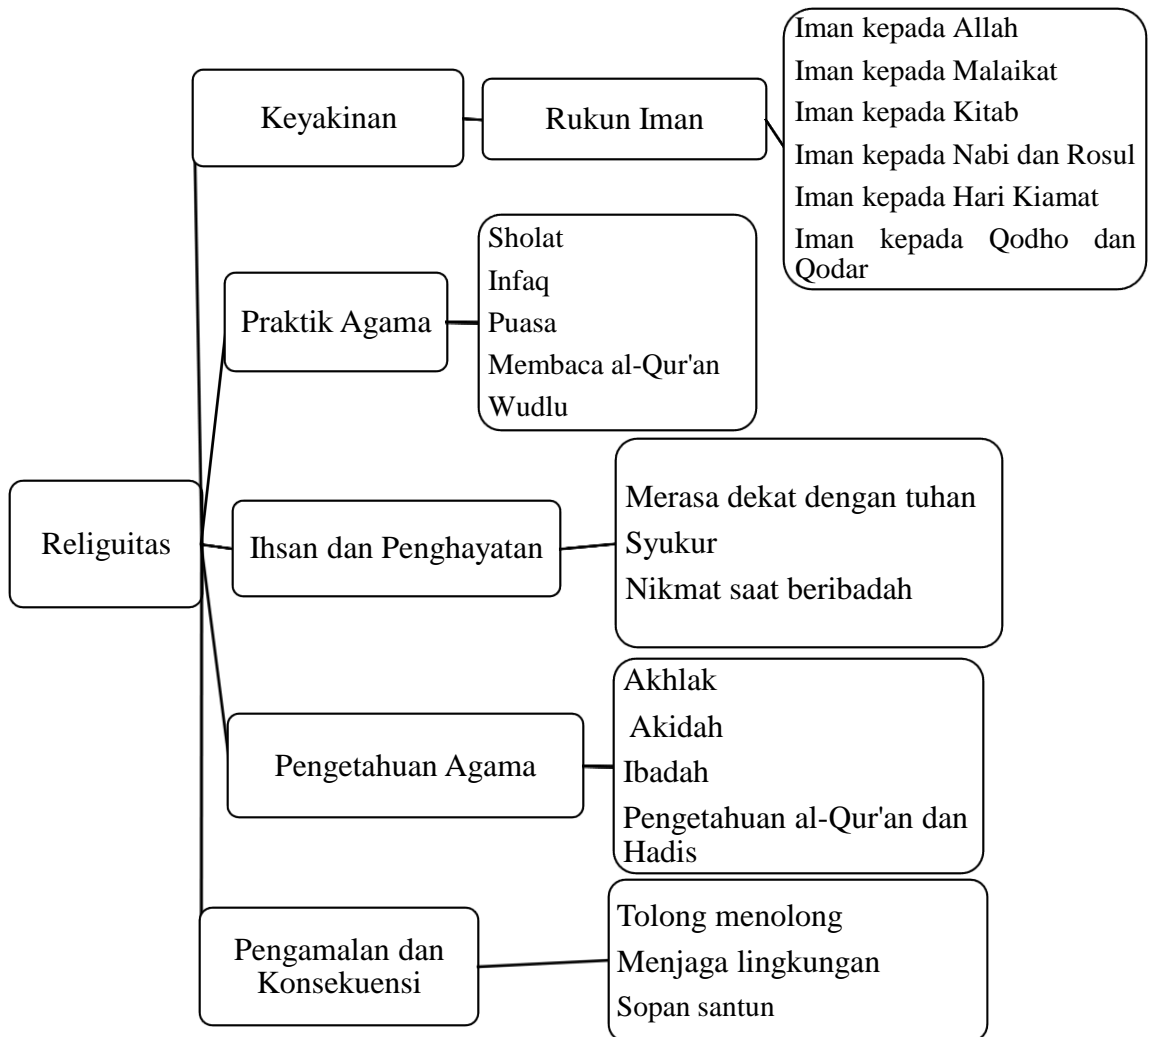 Religuitas
Keyakinan
Rukun Iman
Iman kepada Allah
Iman kepada Malaikat
Iman kepada Kitab
Iman kepada Nabi dan Rosul
Iman kepada Hari Kiamat
Iman kepada Qodho dan
Qodar
Praktik Agama
Sholat
Infaq
Puasa
Membaca al-Qur'an
Wudlu
Ihsan dan Penghayatan
Merasa dekat dengan tuhan
Syukur
Nikmat saat beribadah
Pengetahuan Agama
Akhlak
Akidah
Ibadah
Pengetahuan al-Qur'an dan
Hadis
Pengamalan dan
Konsekuensi
Tolong menolong
Menjaga lingkungan
Sopan santun